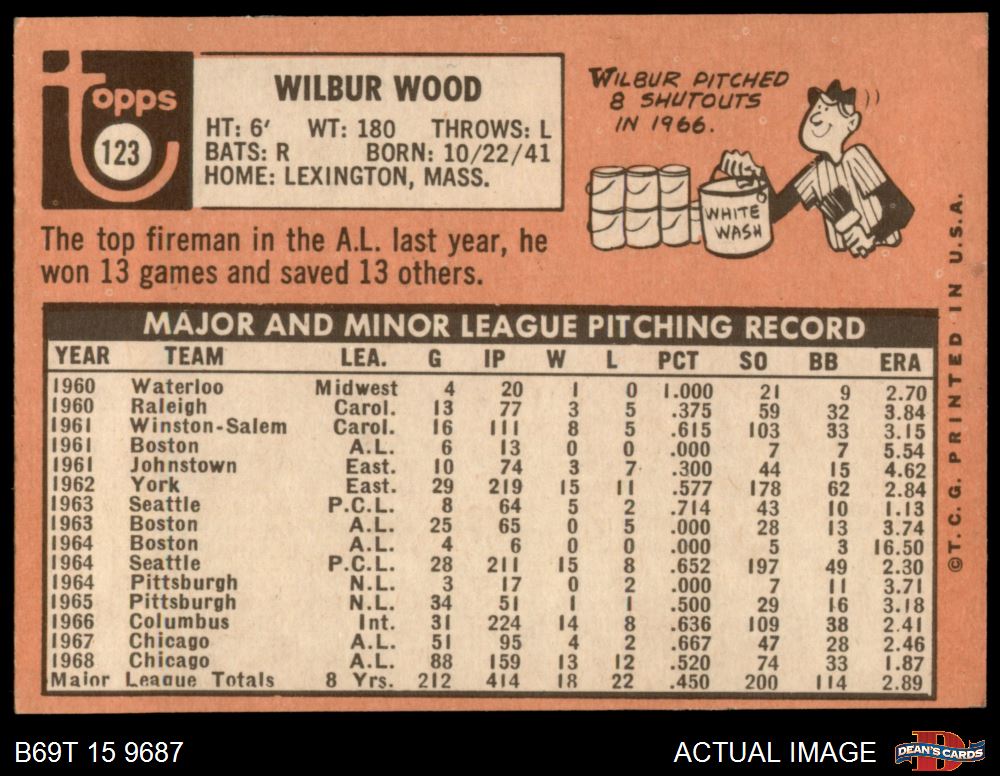 topps
123
WILBUR WOOD
HT: 6' WT: 180 THROWS: L
BATS: R BORN: 10/22/41
HOME: LEXINGTON, MASS.
WILBUR PITCHED
8 SHUTOUTS
IN 1966.
WHITE
WASH
The top fireman in the A.L. last year, he
won 13 games and saved 13 others.
MAJOR AND MINOR LEAGUE PITCHING RECORD
YEAR TEAM LEA. G IP W L PCT SO BB ERA
1960 Waterloo Midwest 4 20 1 0 1.000 21 9 2.70
1960 Raleigh Carol. 13 77 3 5 .375 59 32 3.84
1961 Winston-Salem Carol. 16 111 8 5 .615 103 33 3.15
1961 Boston A.L. 6 13 0 0 .000 7 7 5.54
1961 Johnstown East. 10 74 3 7 .300 44 15 4.62
1962 York East. 29 219 15 11 .577 178 62 2.84
1963 Seattle P.C.L. 8 64 5 2 .714 43 10 1.13
1963 Boston A.L. 25 65 0 5 .000 28 13 3.74
1964 Boston A.L. 4 6 0 0 .000 5 3 16.50
1964 Seattle P.C.L. 28 211 15 8 .652 197 49 2.30
1964 Pittsburgh N.L. 3 17 0 2 .000 7 11 3.71
1965 Pittsburgh N.L. 34 51 1 1 .500 29 16 3.18
1966 Columbus Int. 31 224 14 8 .636 109 38 2.41
1967 Chicago A.L. 51 95 4 2 .667 47 28 2.46
1968 Chicago A.L. 88 159 13 12 .520 74 33 1.87
Major League Totals 8 Yrs. 212 414 18 22 .450 200 114 2.89
©T.C.G. PRINTED IN U.S.A.
B69T 15 9687
ACTUAL IMAGE
DEAN'S CARDS